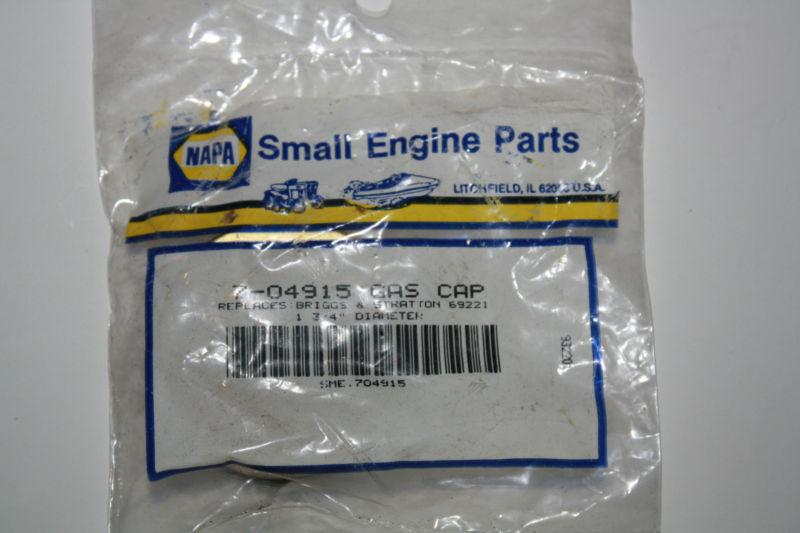 NAPA
Small Engine Parts
LITCHFIELD, IL U.S.A.
7-04915 GAS CAP
REPLACES: BRIGGS & STRATTON 69221
1 3/4" DIAMETER
SME.704915